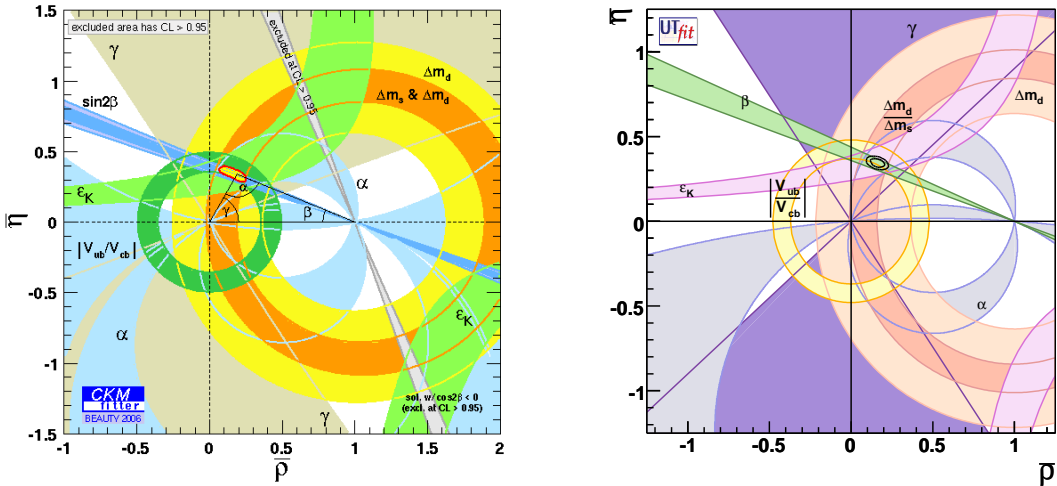 excluded area has CL > 0.95
γ
excluded at CL > 0.95
Δm_d
Δm_s & Δm_d
sin2β
α
ε_K
α
γ
β
|V_ub/V_cb|
α
ε_K
CKM
fitter
BEAUTY 2006
γ
sol. w/ cos2β < 0
(excl. at CL > 0.95)
η̅
1.5
1
0.5
0
-0.5
-1
-1.5
-1
-0.5
0
0.5
1
1.5
2
ρ̅
η̅
UTfit
γ
β
Δm_d
Δm_s
Δm_d
ε_K
|V_ub
V_cb|
α
1
0.5
0
-0.5
-1
-1
-0.5
0
0.5
1
ρ̅